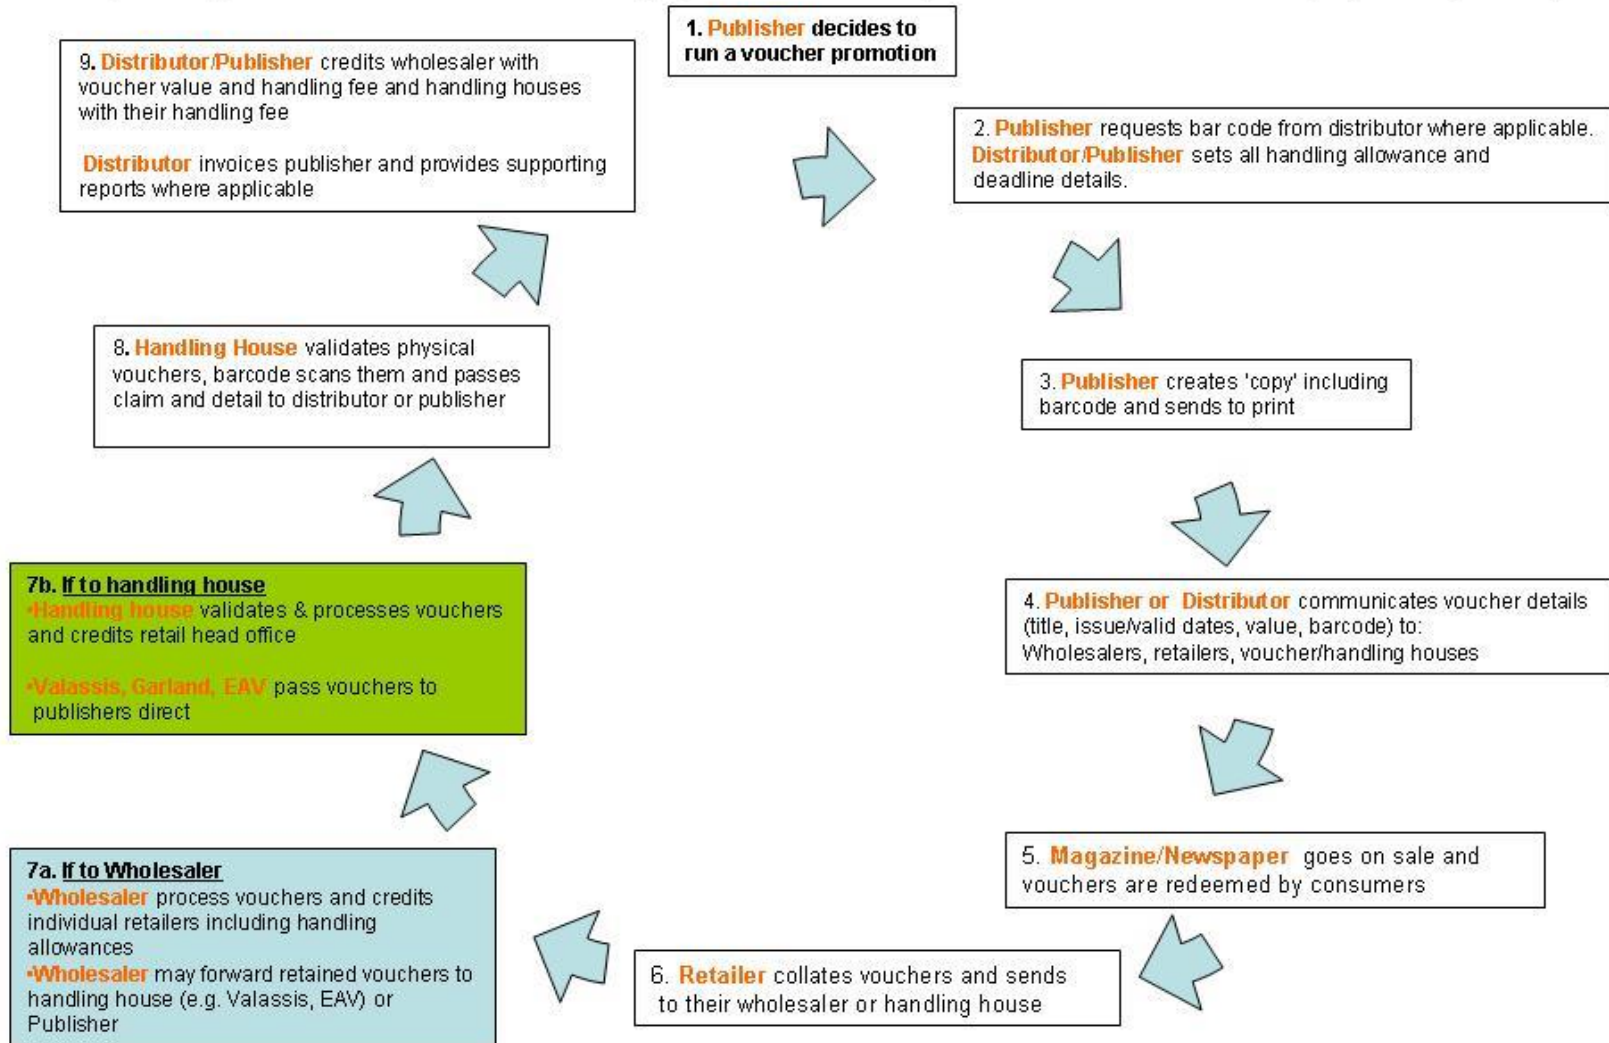 1. Publisher decides to
run a voucher promotion
2. Publisher requests bar code from distributor where applicable.
Distributor/Publisher sets all handling allowance and
deadline details.
3. Publisher creates 'copy' including
barcode and sends to print
4. Publisher or Distributor communicates voucher details
(title, issue/valid dates, value, barcode) to:
Wholesalers, retailers, voucher/handling houses
5. Magazine/Newspaper goes on sale and
vouchers are redeemed by consumers
6. Retailer collates vouchers and sends
to their wholesaler or handling house
7a. If to Wholesaler
•Wholesaler process vouchers and credits
individual retailers including handling
allowances
•Wholesaler may forward retained vouchers to
handling house (e.g. Valassis, EAV) or
Publisher
7b. If to handling house
•Handling house validates & processes vouchers
and credits retail head office
•Valassis, Garland, EAV pass vouchers to
publishers direct
8. Handling House validates physical
vouchers, barcode scans them and passes
claim and detail to distributor or publisher
9. Distributor/Publisher credits wholesaler with
voucher value and handling fee and handling houses
with their handling fee
Distributor invoices publisher and provides supporting
reports where applicable